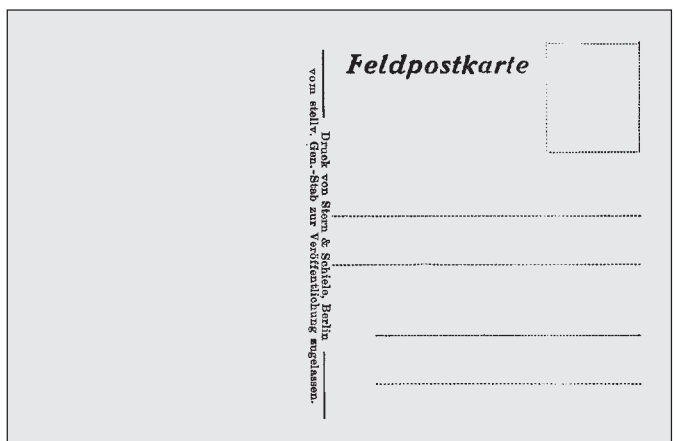 Feldpostkarte
Druck von Stern & Schiele, Berlin
vom stellv. Gen.-Stab zur Veröffentlichung zugelassen.